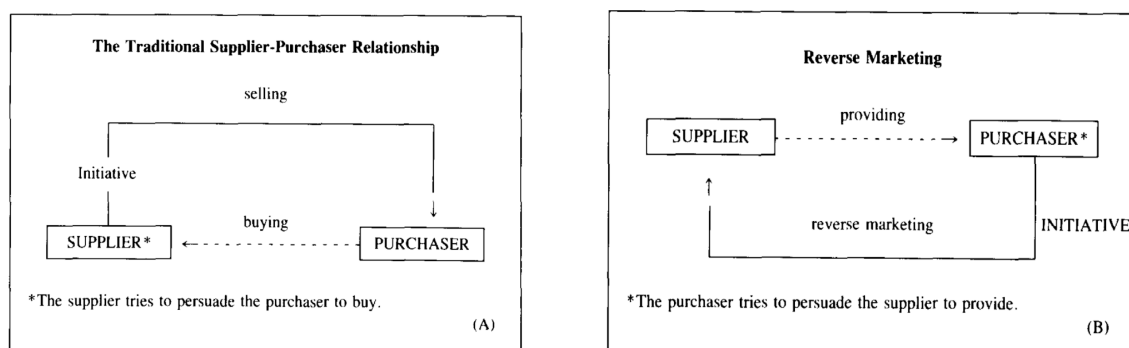 The Traditional Supplier-Purchaser Relationship
selling
Initiative
buying
SUPPLIER*
PURCHASER
*The supplier tries to persuade the purchaser to buy.
(A)
Reverse Marketing
providing
SUPPLIER
PURCHASER*
reverse marketing
INITIATIVE
*The purchaser tries to persuade the supplier to provide.
(B)